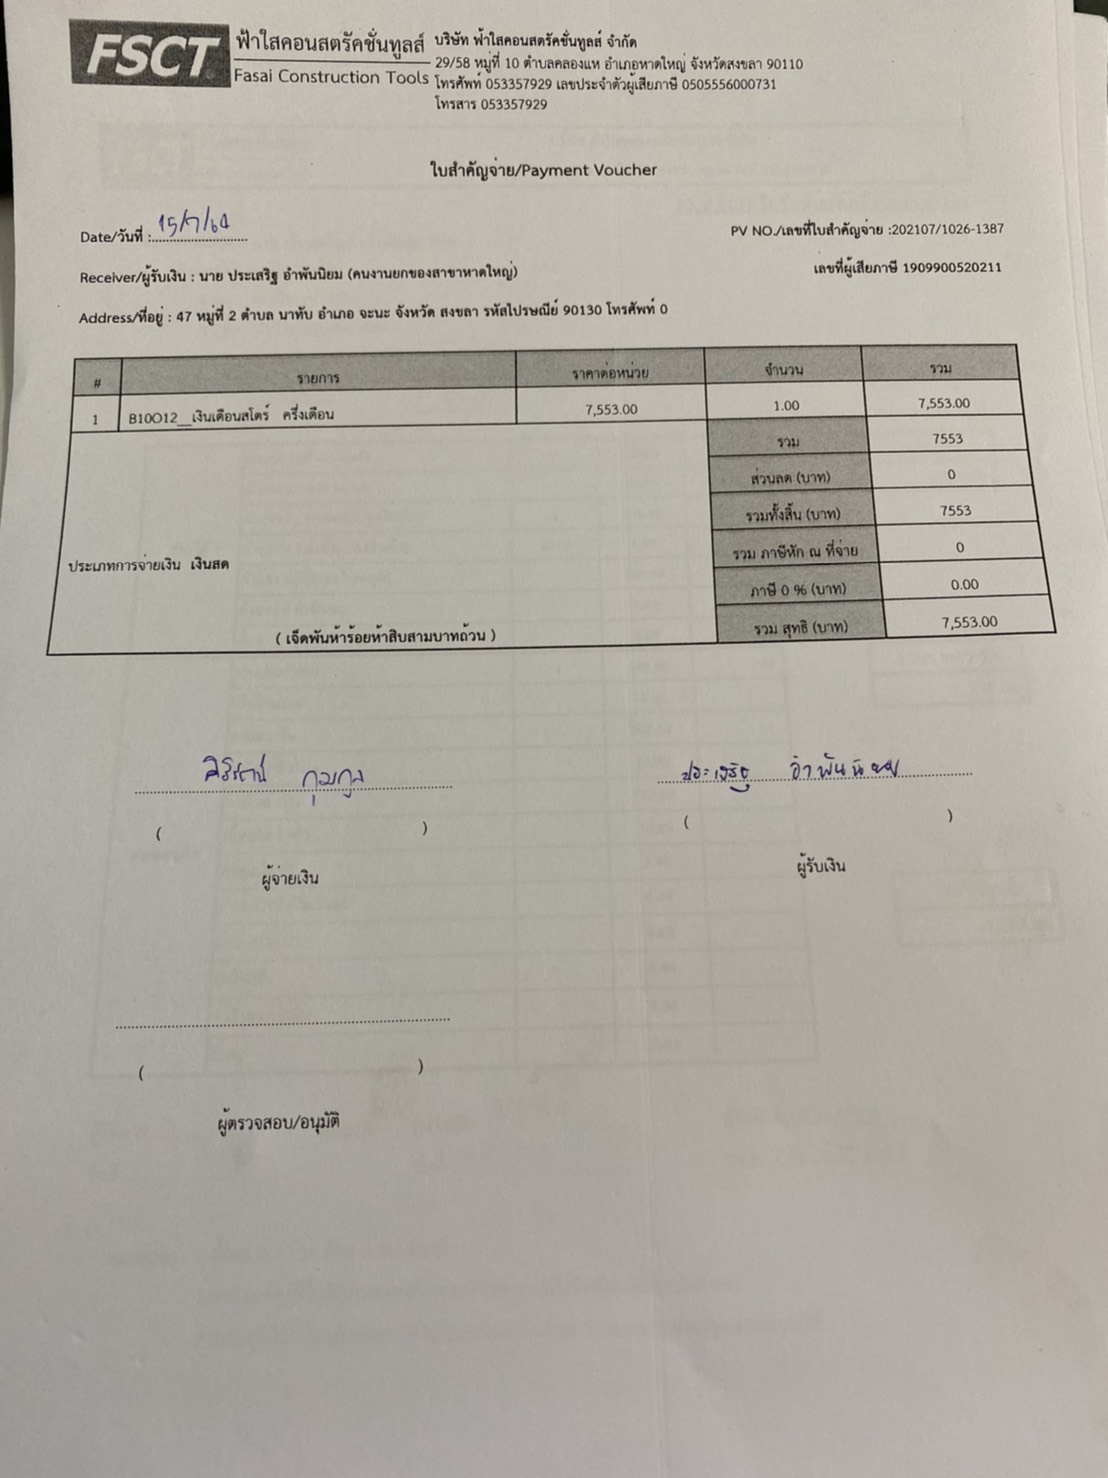 FSCT ฟ้าใสคอนสตรัคชั่นทูลส์
Fasai Construction Tools
บริษัท ฟ้าใสคอนสตรัคชั่นทูลส์ จำกัด
29/58 หมู่ที่ 10 ตำบลคลองแห อำเภอหาดใหญ่ จังหวัดสงขลา 90110
โทรศัพท์ 053357929 เลขประจำตัวผู้เสียภาษี 0505556000731
โทรสาร 053357929
ใบสำคัญจ่าย/Payment Voucher
Date/วันที่ : 15/7/64
PV NO./เลขที่ใบสำคัญจ่าย :202107/1026-1387
Receiver/ผู้รับเงิน : นาย ประเสริฐ อำพันนิยม (คนงานยกของสาขาหาดใหญ่)
เลขที่ผู้เสียภาษี 1909900520211
Address/ที่อยู่ : 47 หมู่ที่ 2 ตำบล นาทับ อำเภอ จะนะ จังหวัด สงขลา รหัสไปรษณีย์ 90130 โทรศัพท์ 0
# รายการ ราคาต่อหน่วย จำนวน รวม
1 B10O12__เงินเดือนสโตร์ ครึ่งเดือน 7,553.00 1.00 7,553.00
รวม 7553
ส่วนลด (บาท) 0
รวมทั้งสิ้น (บาท) 7553
รวม ภาษีหัก ณ ที่จ่าย 0
ประเภทการจ่ายเงิน เงินสด
ภาษี 0 % (บาท) 0.00
( เจ็ดพันห้าร้อยห้าสิบสามบาทถ้วน )
รวม สุทธิ (บาท) 7,553.00
ประเสริฐ อำพันนิยม
( )
( )
ผู้จ่ายเงิน
ผู้รับเงิน
( )
ผู้ตรวจสอบ/อนุมัติ